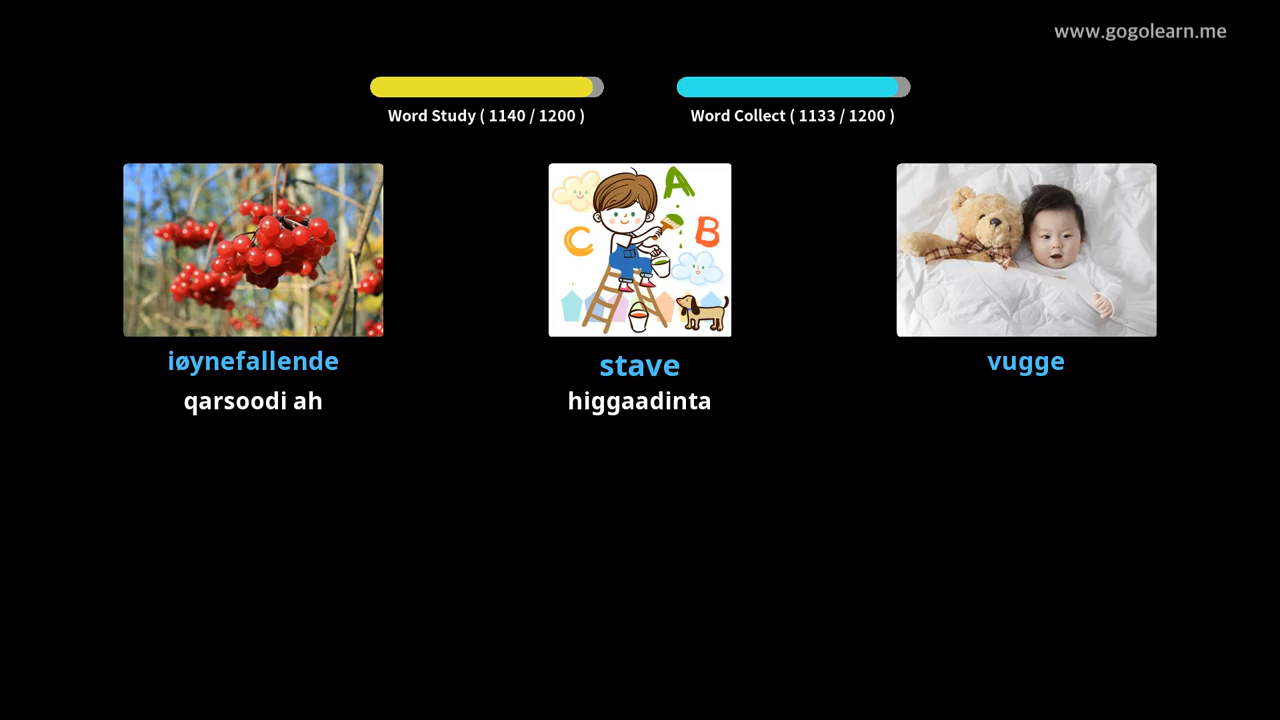 www.gogolearn.me
Word Study ( 1140 / 1200 )
Word Collect ( 1133 / 1200 )
A
B
C
iøynefallende
stave
vugge
qarsoodi ah
higgaadinta